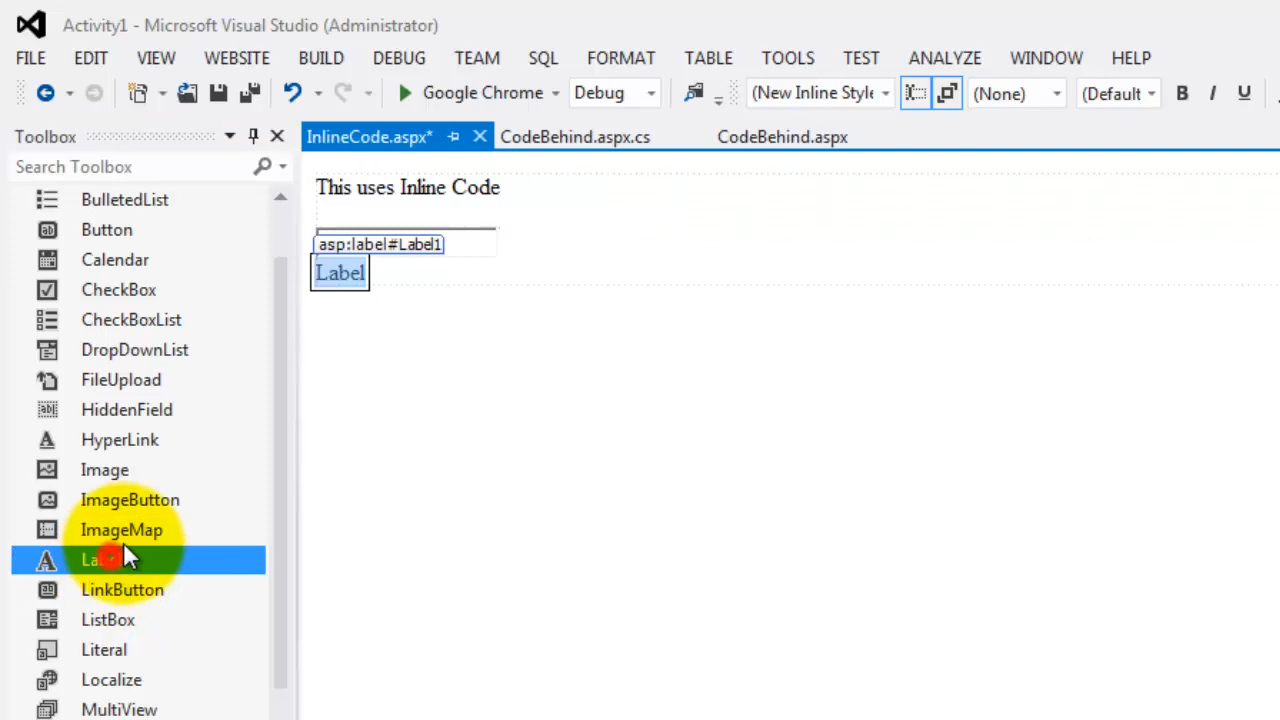 Activity1 - Microsoft Visual Studio (Administrator)
FILE EDIT VIEW WEBSITE BUILD DEBUG TEAM SQL FORMAT TABLE TOOLS TEST ANALYZE WINDOW HELP
Google Chrome Debug (New Inline Style (None) (Default B I U
Toolbox
InlineCode.aspx* CodeBehind.aspx.cs CodeBehind.aspx
Search Toolbox
This uses Inline Code
asp:label#Label1
Label
BulletedList
Button
Calendar
CheckBox
CheckBoxList
DropDownList
FileUpload
HiddenField
HyperLink
Image
ImageButton
ImageMap
LinkButton
ListBox
Literal
Localize
MultiView